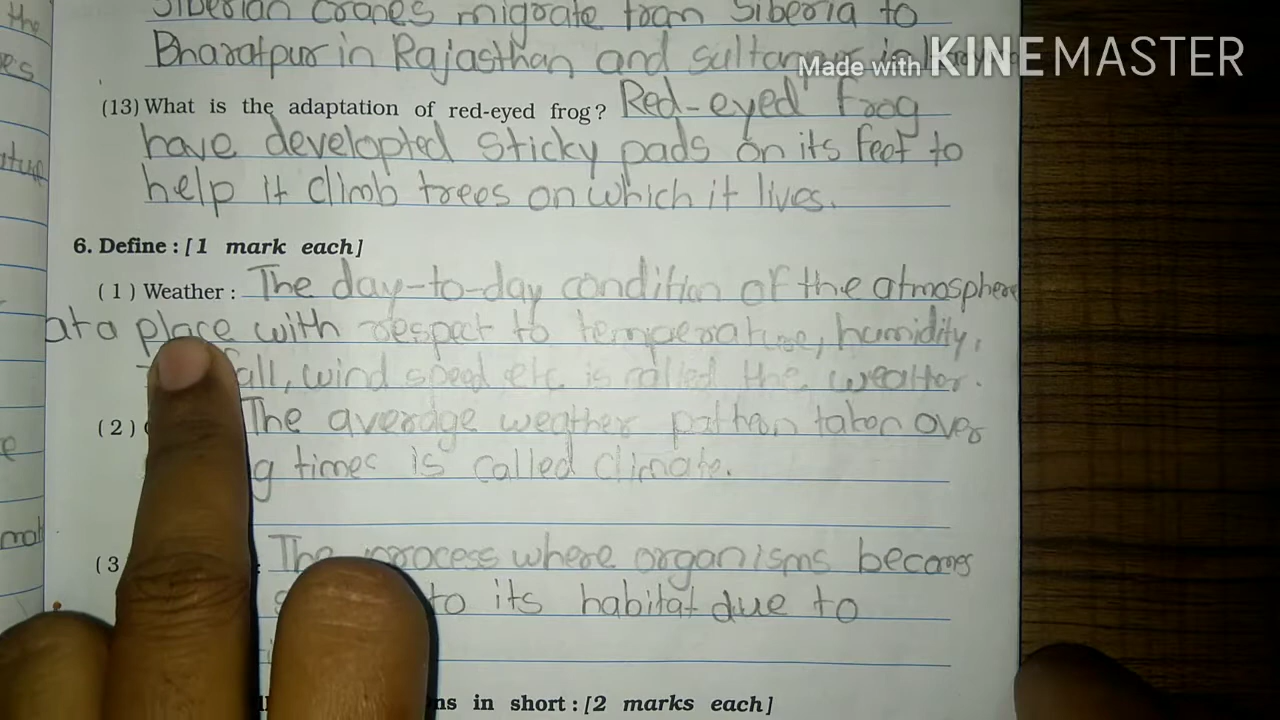 the
es
mah
Siberian cranes migrate from Siberia to
Bharatpur in Rajasthan and
Made with KINEMASTER
(13) What is the adaptation of red-eyed frog? Red-eyed frog
have developted sticky pads on its feet to
help it climb trees on which it lives.
6. Define : [1 mark each]
(1) Weather : The day-to-day condition of the atmosphere
at a place with respect to temperature, humidity,
all, wind speed etc is called the weather.
(2) The average weather pattern taken over
g times is called climate.
(3 The process where organisms becomes
to its habitat due to
ns in short : [2 marks each]